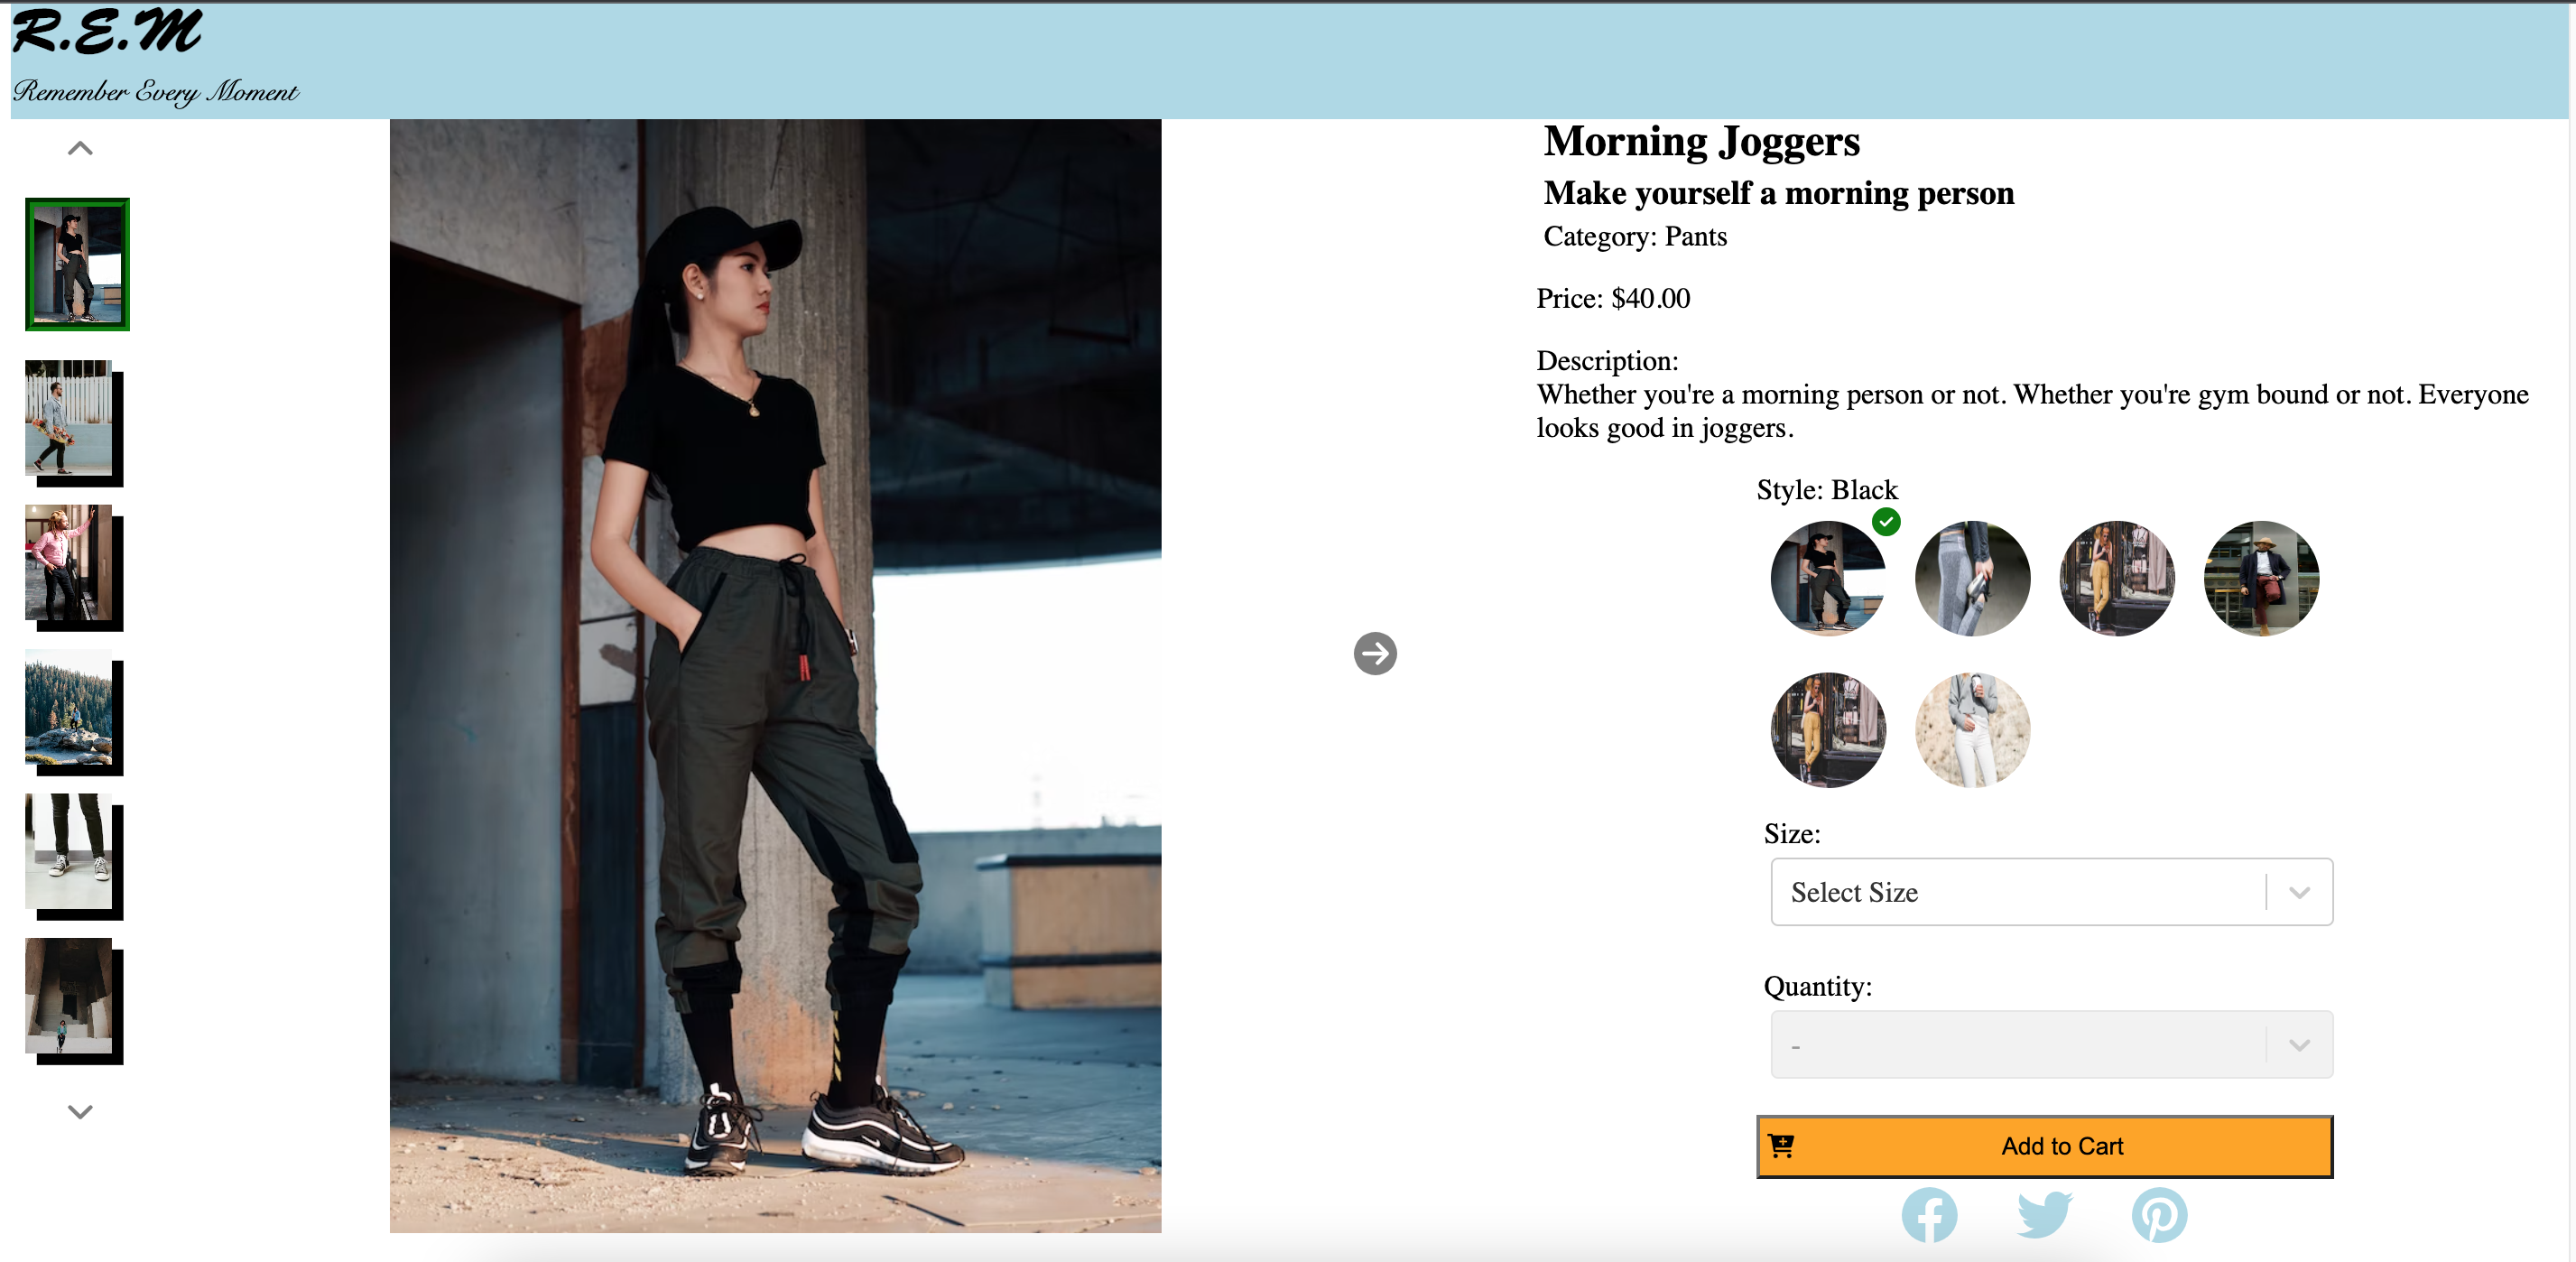 R.E.M
Remember Every Moment
Morning Joggers
Make yourself a morning person
Category: Pants
Price: $40.00
Description:
Whether you're a morning person or not. Whether you're gym bound or not. Everyone
looks good in joggers.
Style: Black
Size:
Select Size
Quantity:
-
Add to Cart